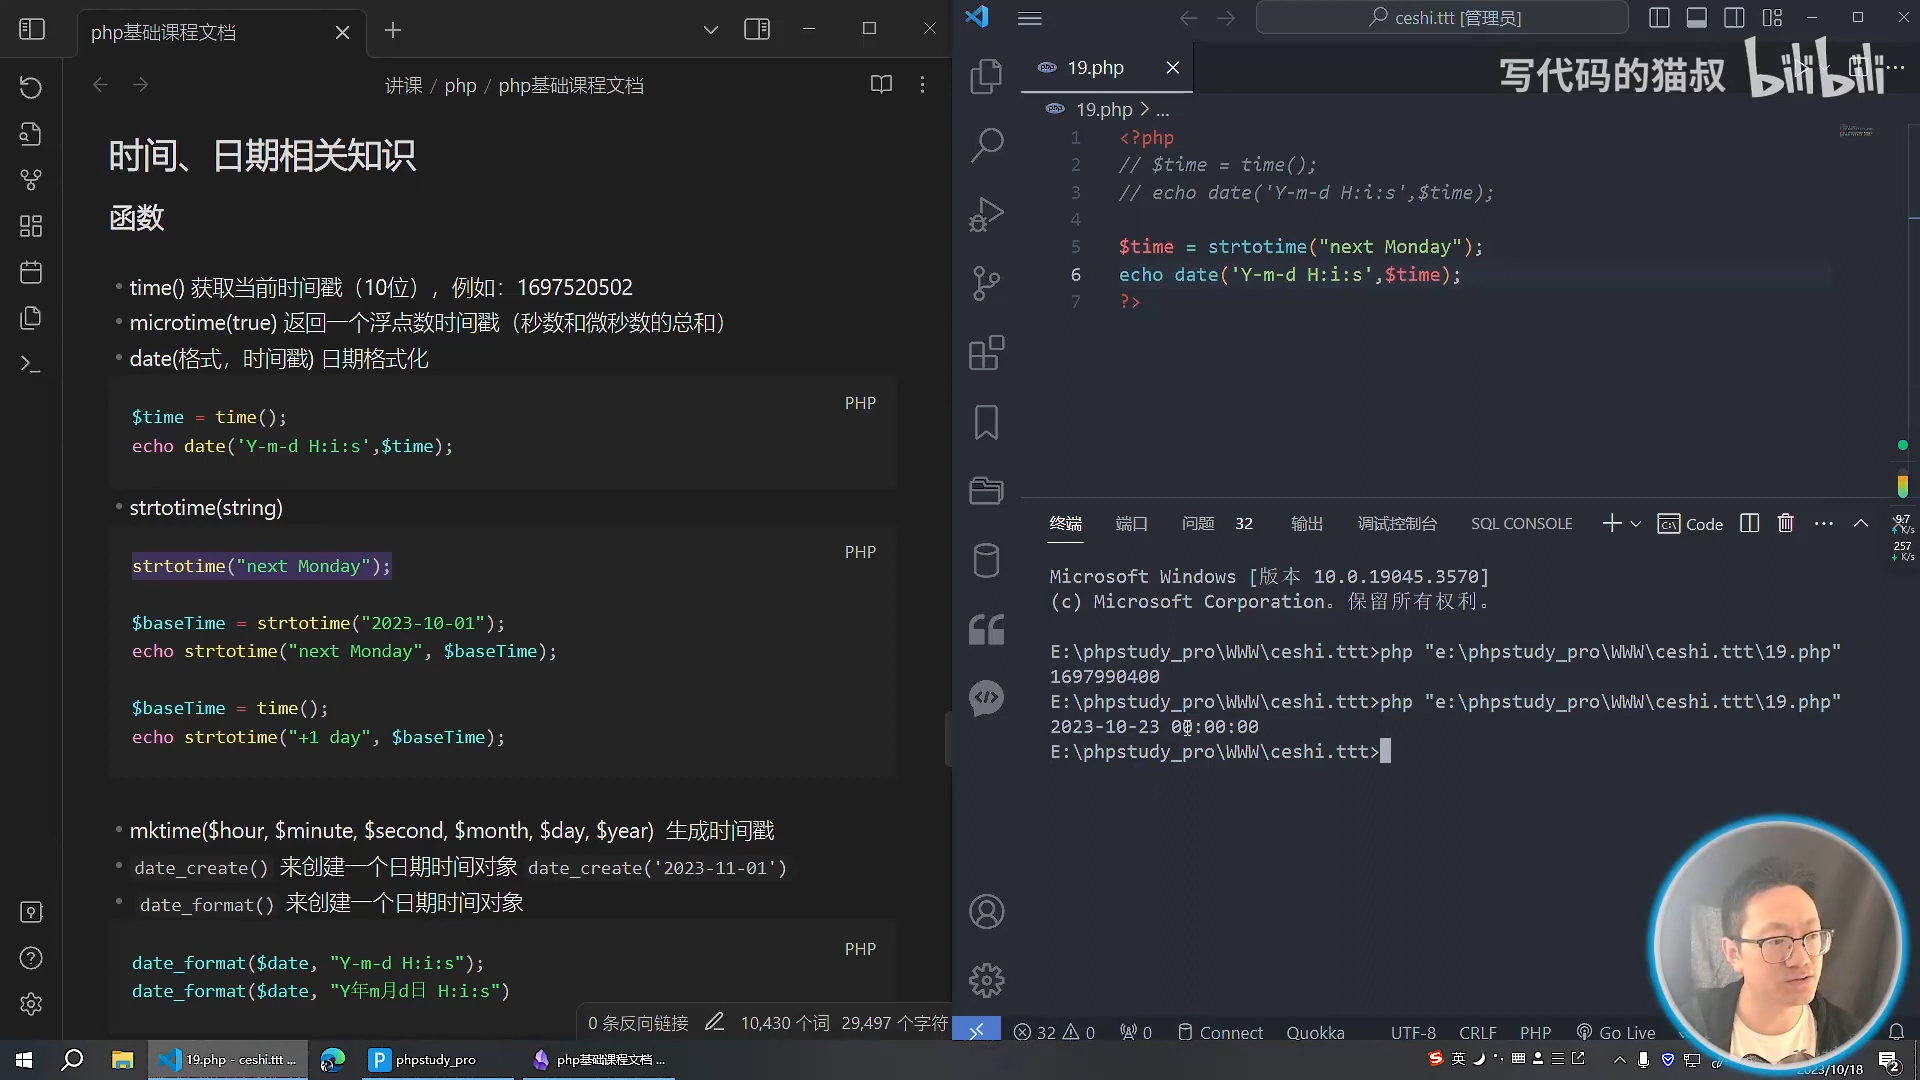 php基础课程文档
讲课 / php / php基础课程文档
时间、日期相关知识
函数
time() 获取当前时间戳（10位），例如：1697520502
microtime(true) 返回一个浮点数时间戳（秒数和微秒数的总和）
date(格式，时间戳) 日期格式化
PHP
$time = time();
echo date('Y-m-d H:i:s',$time);
strtotime(string)
PHP
strtotime("next Monday");
$baseTime = strtotime("2023-10-01");
echo strtotime("next Monday", $baseTime);
$baseTime = time();
echo strtotime("+1 day", $baseTime);
mktime($hour, $minute, $second, $month, $day, $year) 生成时间戳
date_create() 来创建一个日期时间对象 date_create('2023-11-01')
date_format() 来创建一个日期时间对象
PHP
date_format($date, "Y-m-d H:i:s");
date_format($date, "Y年m月d日 H:i:s")
0 条反向链接 10,430 个词 29,497 个字符
ceshi.ttt [管理员]
19.php
写代码的猫叔 bilibili
19.php > ...
1 <?php
2 // $time = time();
3 // echo date('Y-m-d H:i:s',$time);
4
5 $time = strtotime("next Monday");
6 echo date('Y-m-d H:i:s',$time);
7 ?>
终端 端口 问题 32 输出 调试控制台 SQL CONSOLE Code
9.7
K/s
257
K/s
Microsoft Windows [版本 10.0.19045.3570]
(c) Microsoft Corporation。保留所有权利。
E:\phpstudy_pro\WWW\ceshi.ttt>php "e:\phpstudy_pro\WWW\ceshi.ttt\19.php"
1697990400
E:\phpstudy_pro\WWW\ceshi.ttt>php "e:\phpstudy_pro\WWW\ceshi.ttt\19.php"
2023-10-23 00:00:00
E:\phpstudy_pro\WWW\ceshi.ttt>
32 0 0 Connect Quokka UTF-8 CRLF PHP Go Live
19.php - ceshi.ttt ... phpstudy_pro php基础课程文档 ... 英 2023/10/18 2